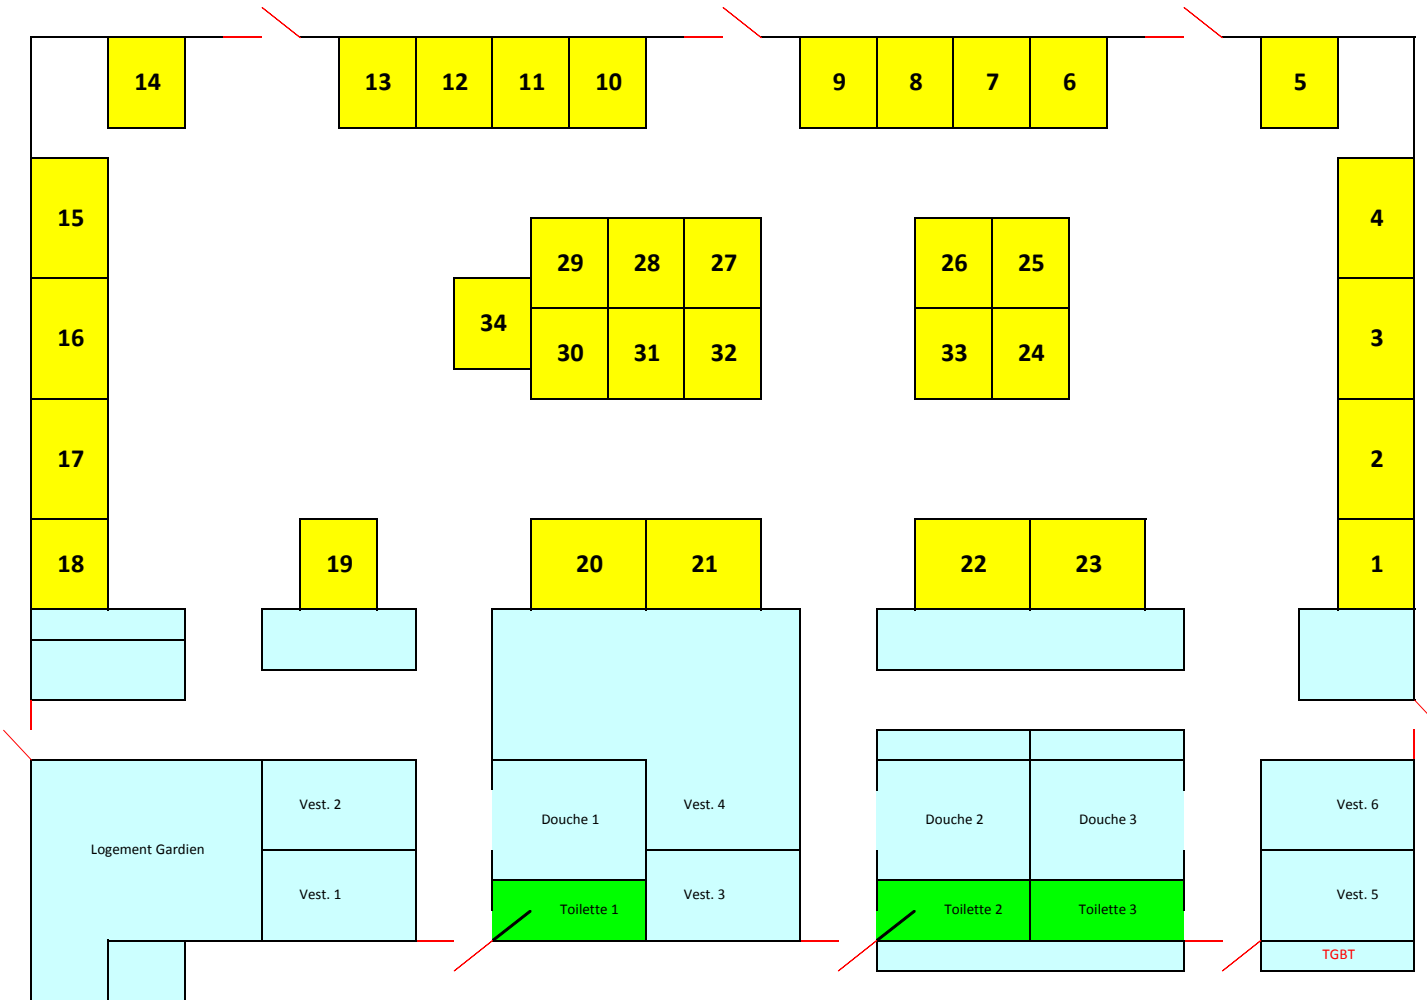 14
13 12 11 10
9 8 7 6
5
15
4
29 28 27
26 25
34
16
30 31 32
33 24
3
17
2
18
19
20 21
22 23
1
Vest. 2
Vest. 4
Vest. 6
Douche 1
Douche 2
Douche 3
Logement Gardien
Vest. 1
Vest. 3
Vest. 5
Toilette 1
Toilette 2
Toilette 3
TGBT